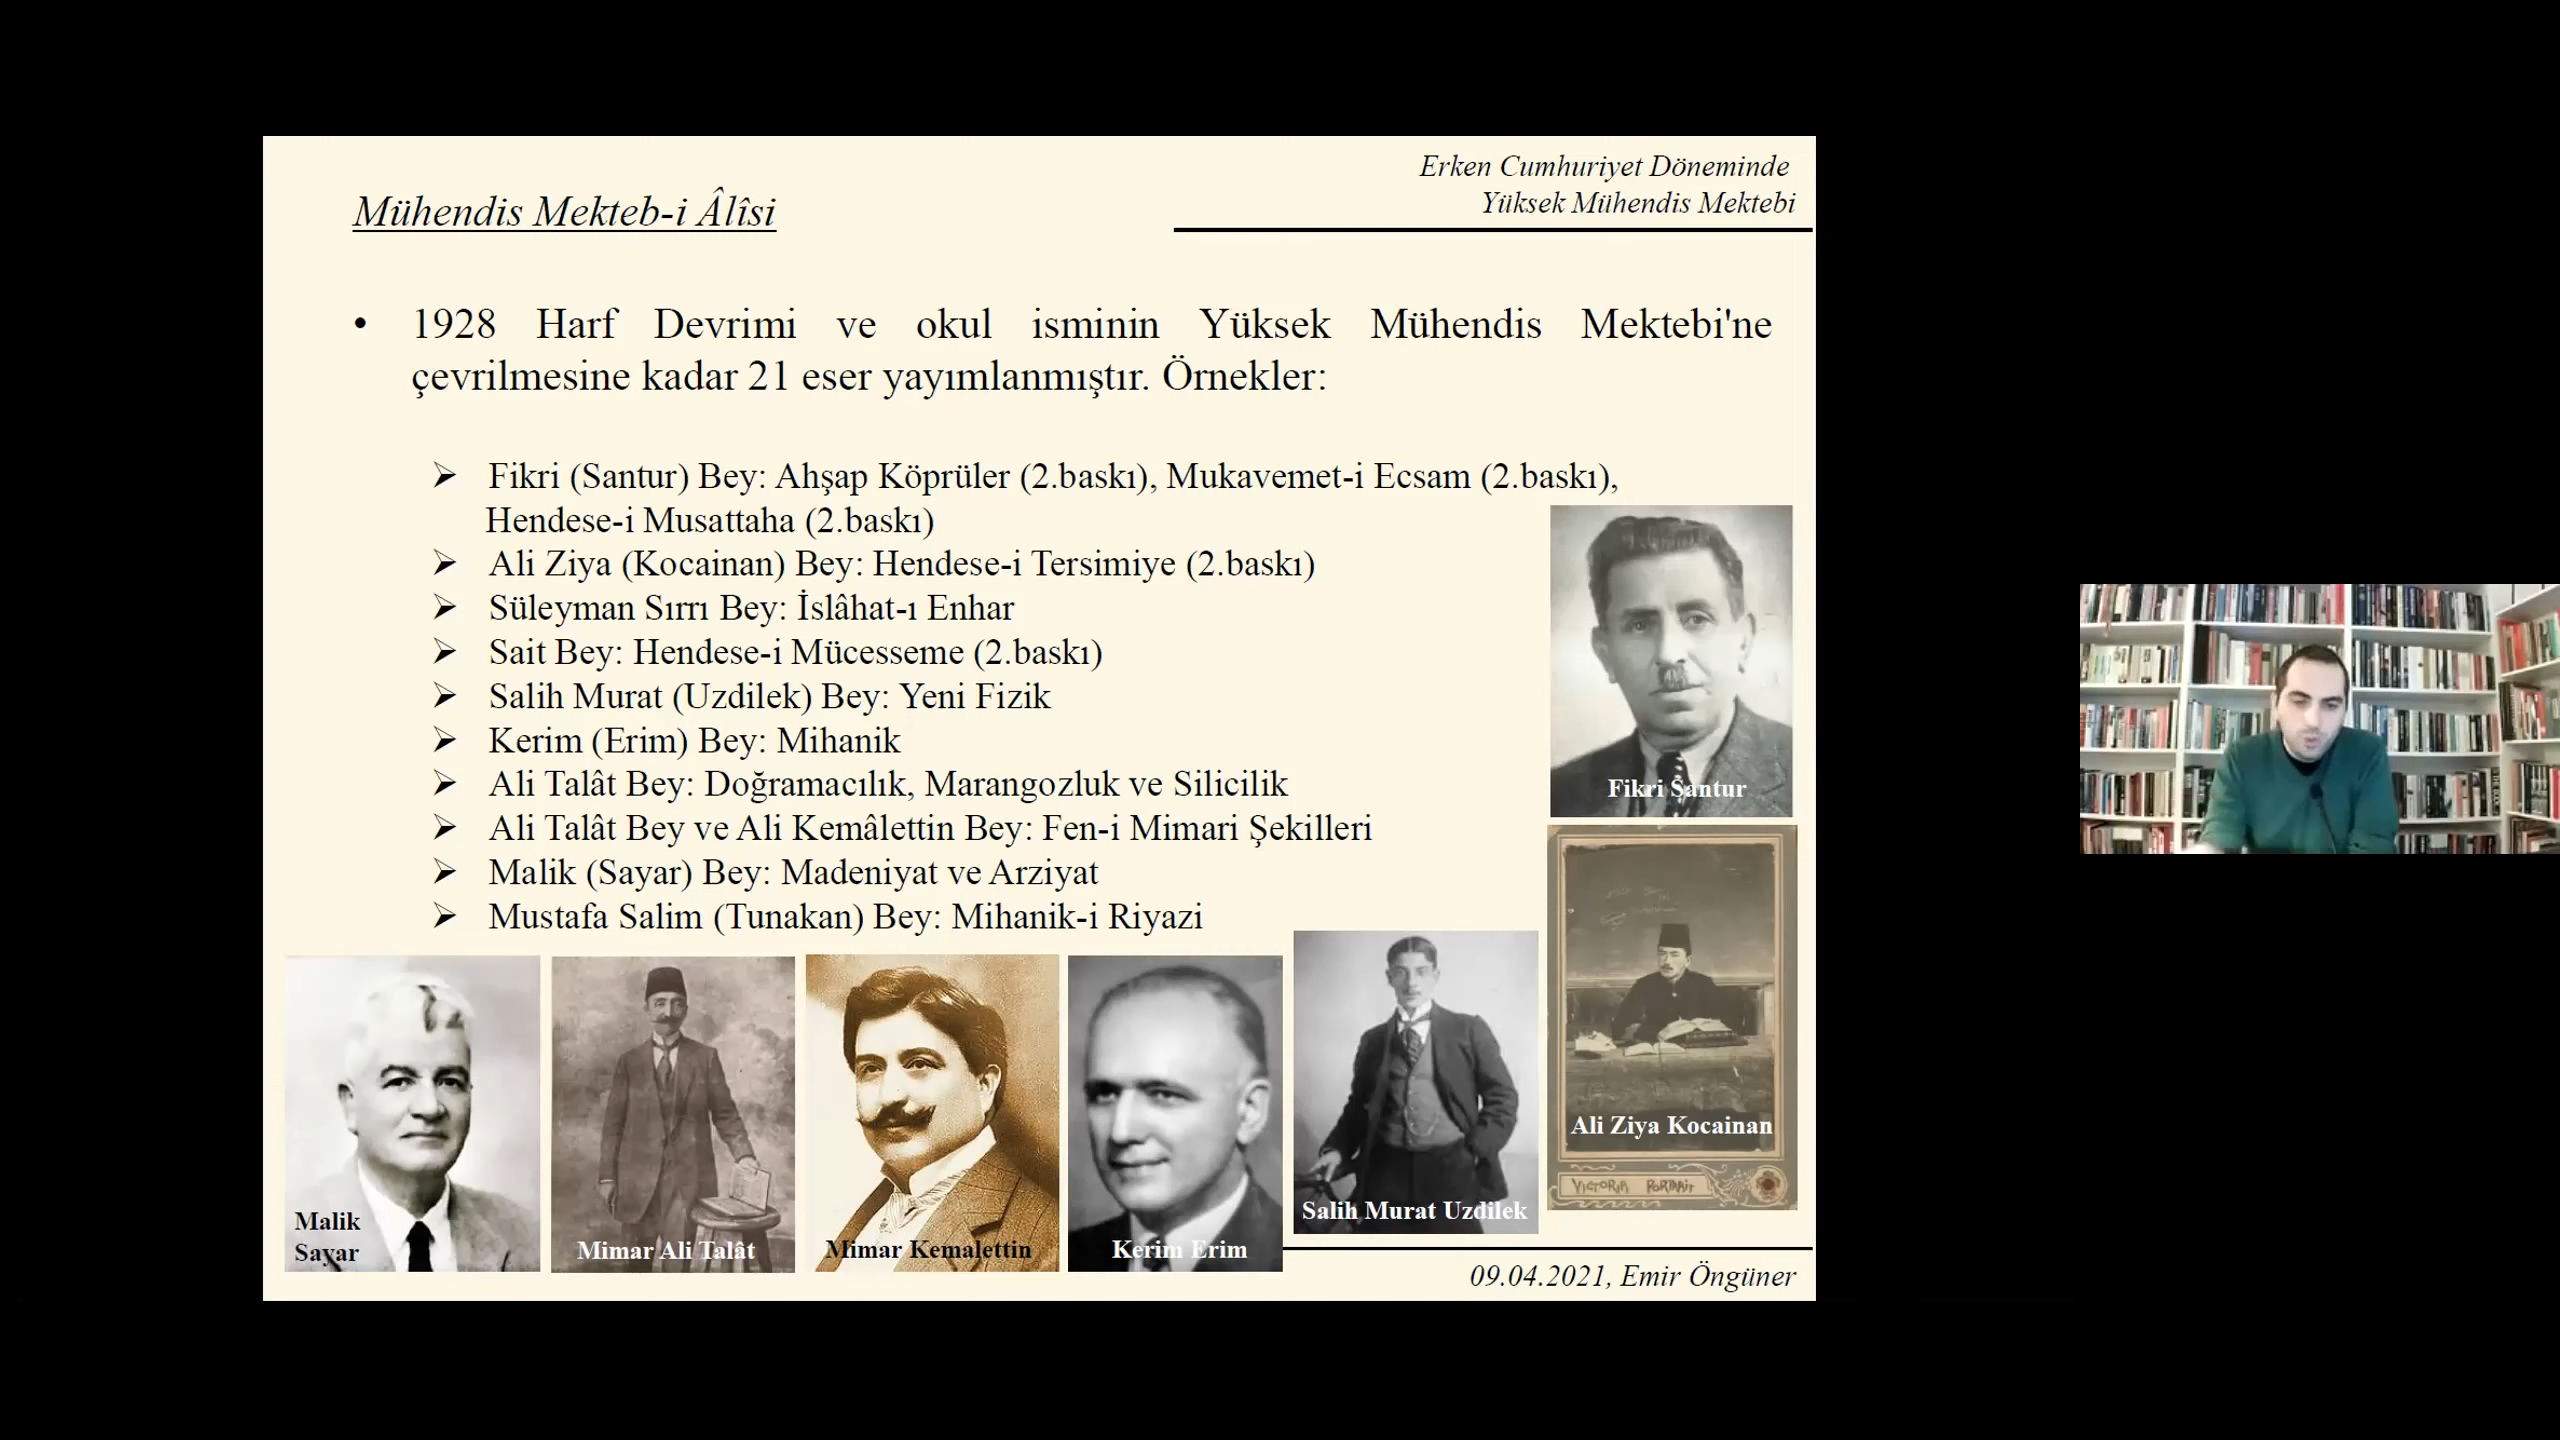 Erken Cumhuriyet Döneminde
Yüksek Mühendis Mektebi
Mühendis Mekteb-i Âlîsi
• 1928 Harf Devrimi ve okul isminin Yüksek Mühendis Mektebi'ne
çevrilmesine kadar 21 eser yayımlanmıştır. Örnekler:
➢ Fikri (Santur) Bey: Ahşap Köprüler (2.baskı), Mukavemet-i Ecsam (2.baskı),
Hendese-i Musattaha (2.baskı)
➢ Ali Ziya (Kocainan) Bey: Hendese-i Tersimiye (2.baskı)
➢ Süleyman Sırrı Bey: İslâhat-ı Enhar
➢ Sait Bey: Hendese-i Mücesseme (2.baskı)
➢ Salih Murat (Uzdilek) Bey: Yeni Fizik
➢ Kerim (Erim) Bey: Mihanik
➢ Ali Talât Bey: Doğramacılık, Marangozluk ve Silicilik
➢ Ali Talât Bey ve Ali Kemâlettin Bey: Fen-i Mimari Şekilleri
➢ Malik (Sayar) Bey: Madeniyat ve Arziyat
➢ Mustafa Salim (Tunakan) Bey: Mihanik-i Riyazi
Fikri Santur
Ali Ziya Kocainan
VICTORIA PORTRAIT
Malik
Sayar
Mimar Ali Talât
Mimar Kemalettin
Kerim Erim
Salih Murat Uzdilek
09.04.2021, Emir Öngüner